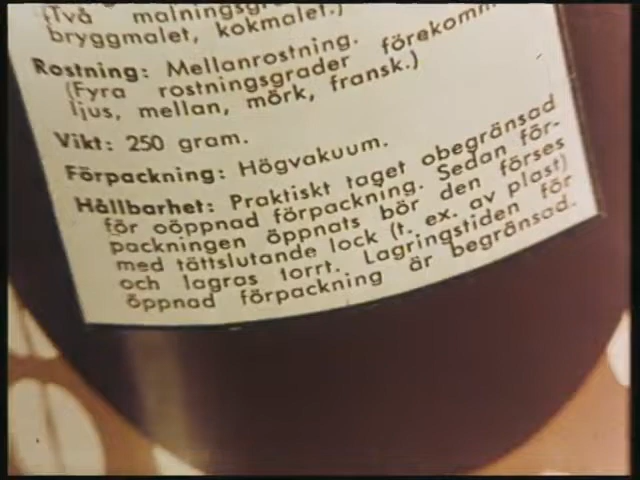 (Två malningsgr
bryggmalet, kokmalet.)
Rostning: Mellanrostning.
(Fyra rostningsgrader förekomm
ljus, mellan, mörk, fransk.)
Vikt: 250 gram.
Förpackning: Högvakuum.
Hållbarhet: Praktiskt taget obegränsad
för oöppnad förpackning. Sedan för-
packningen öppnats bör den förses
med tättslutande lock (t. ex. av plast)
och lagras torrt. Lagringstiden för
öppnad förpackning är begränsad.